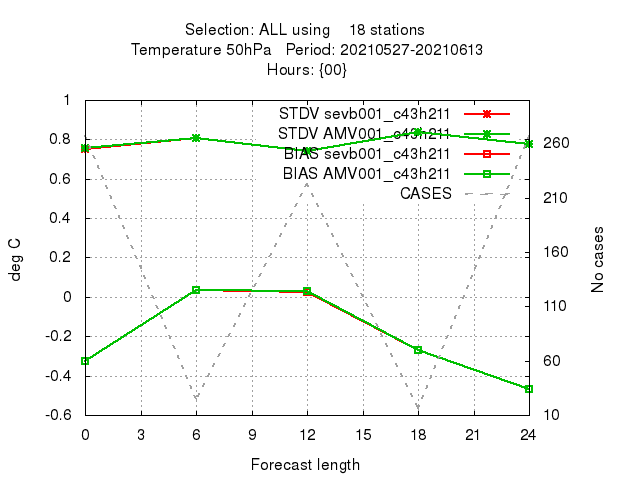 Selection: ALL using    18 stations
Temperature 50hPa   Period: 20210527-20210613
Hours: {00}
STDV sevb001_c43h211
STDV AMV001_c43h211
BIAS sevb001_c43h211
BIAS AMV001_c43h211
CASES
1
0.8
0.6
0.4
0.2
0
-0.2
-0.4
-0.6
deg C
260
210
160
110
60
10
No cases
0 3 6 9 12 15 18 21 24
Forecast length